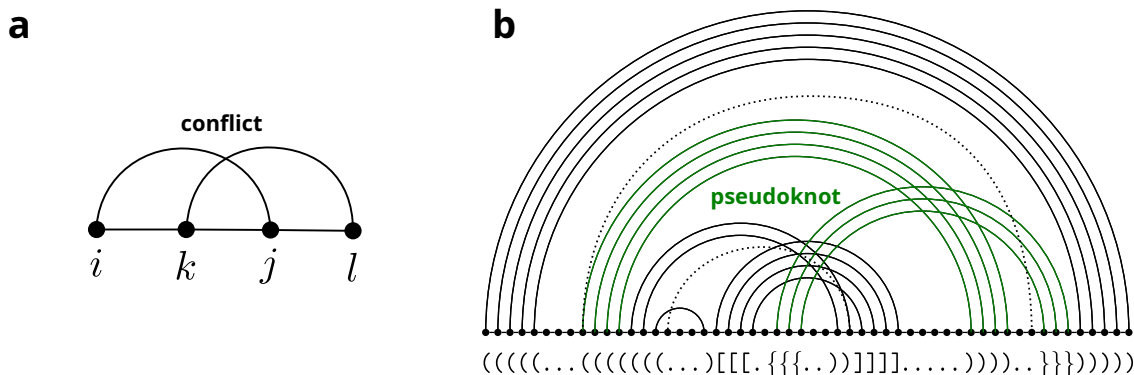 a
b
conflict
pseudoknot
i k j l
(((((...(((((((...)[[[[.{{{..))]]]].....))))..}}})))))